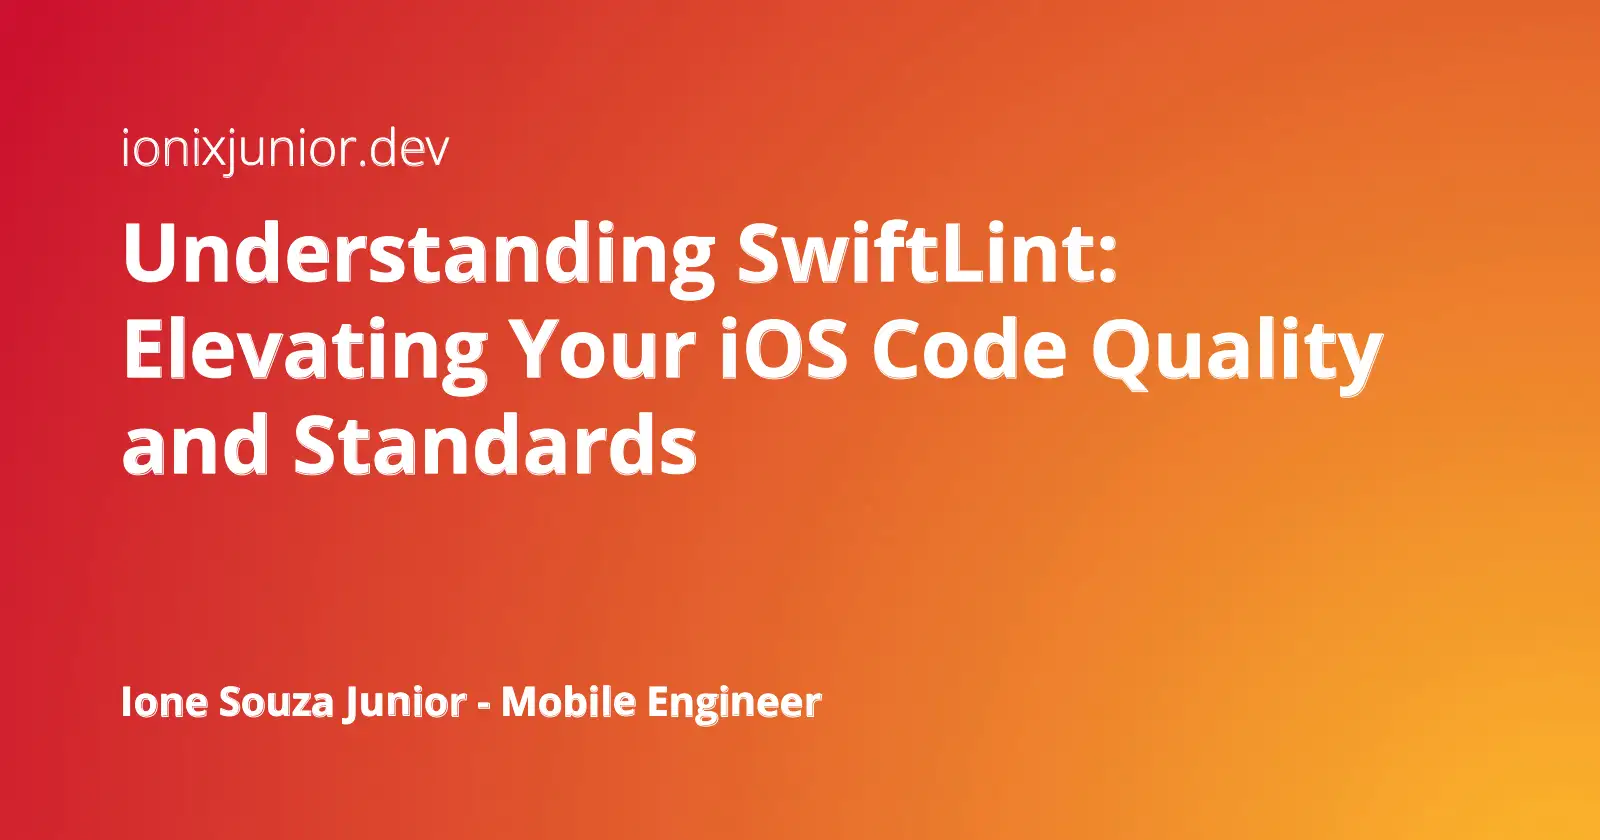 ionixjunior.dev
Understanding SwiftLint:
Elevating Your iOS Code Quality
and Standards
Ione Souza Junior - Mobile Engineer